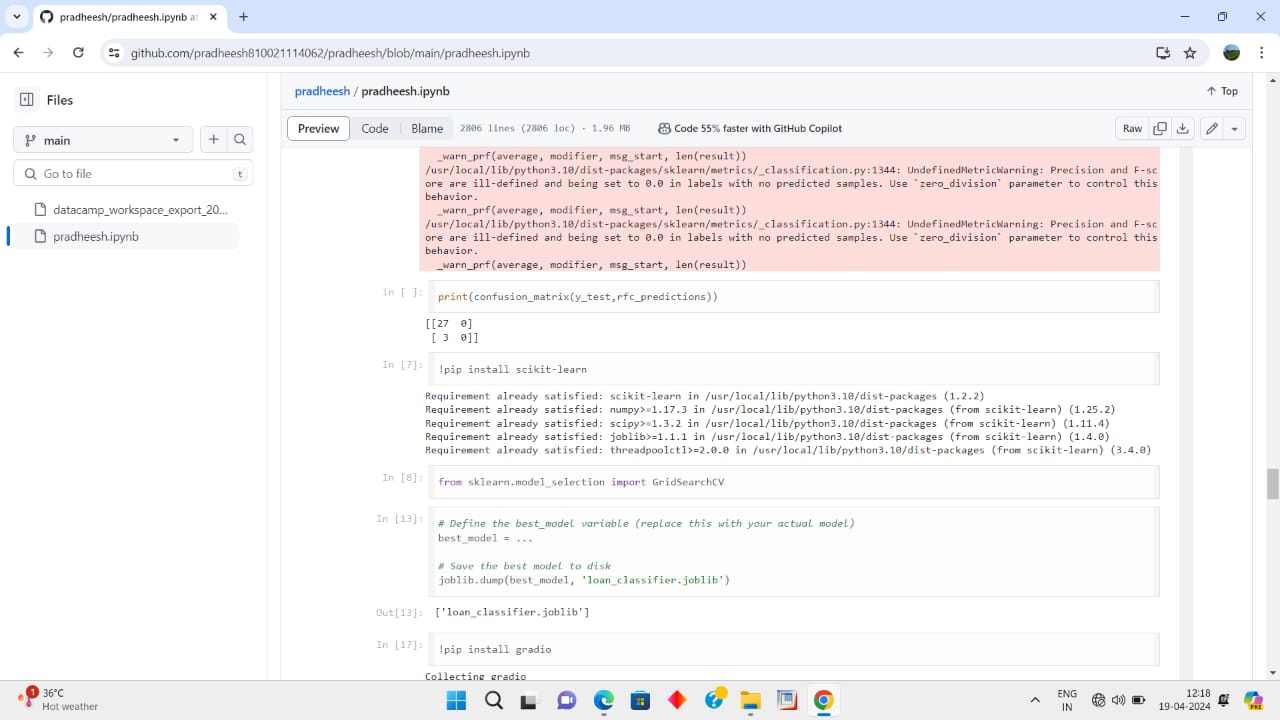 pradheesh/pradheesh.ipynb at
github.com/pradheesh810021114062/pradheesh/blob/main/pradheesh.ipynb
Files
main
Go to file
t
datacamp_workspace_export_20...
pradheesh.ipynb
pradheesh / pradheesh.ipynb
Top
Preview Code Blame 2806 lines (2806 loc) · 1.96 MB Code 55% faster with GitHub Copilot Raw
_warn_prf(average, modifier, msg_start, len(result))
/usr/local/lib/python3.10/dist-packages/sklearn/metrics/_classification.py:1344: UndefinedMetricWarning: Precision and F-sc
ore are ill-defined and being set to 0.0 in labels with no predicted samples. Use `zero_division` parameter to control this
behavior.
_warn_prf(average, modifier, msg_start, len(result))
/usr/local/lib/python3.10/dist-packages/sklearn/metrics/_classification.py:1344: UndefinedMetricWarning: Precision and F-sc
ore are ill-defined and being set to 0.0 in labels with no predicted samples. Use `zero_division` parameter to control this
behavior.
_warn_prf(average, modifier, msg_start, len(result))
In [ ]: print(confusion_matrix(y_test,rfc_predictions))
[[27 0]
[ 3 0]]
In [7]: !pip install scikit-learn
Requirement already satisfied: scikit-learn in /usr/local/lib/python3.10/dist-packages (1.2.2)
Requirement already satisfied: numpy>=1.17.3 in /usr/local/lib/python3.10/dist-packages (from scikit-learn) (1.25.2)
Requirement already satisfied: scipy>=1.3.2 in /usr/local/lib/python3.10/dist-packages (from scikit-learn) (1.11.4)
Requirement already satisfied: joblib>=1.1.1 in /usr/local/lib/python3.10/dist-packages (from scikit-learn) (1.4.0)
Requirement already satisfied: threadpoolctl>=2.0.0 in /usr/local/lib/python3.10/dist-packages (from scikit-learn) (3.4.0)
In [8]: from sklearn.model_selection import GridSearchCV
In [13]: # Define the best_model variable (replace this with your actual model)
best_model = ...
# Save the best model to disk
joblib.dump(best_model, 'loan_classifier.joblib')
Out[13]: ['loan_classifier.joblib']
In [17]: !pip install gradio
Collecting gradio
1
36°C
Hot weather
ENG
IN
12:18
19-04-2024
PRE